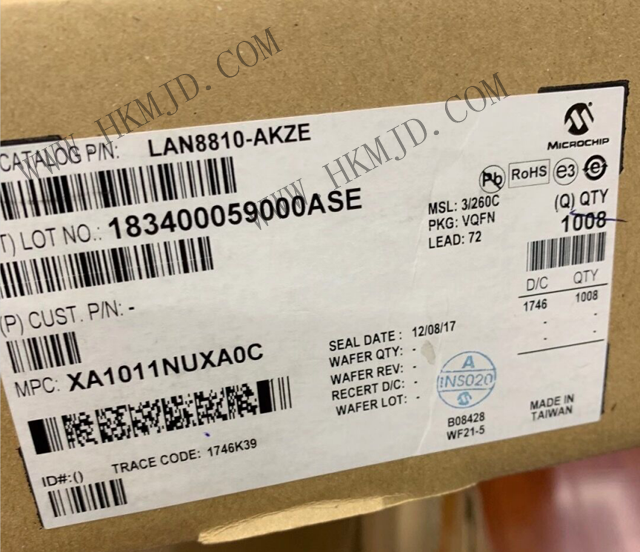 WWW.HKMJD.COM
WWW.HKMJD.COM
CATALOG P/N: LAN8810-AKZE
MICROCHIP
Pb RoHS e3 e
T) LOT NO.: 183400059000ASE
MSL: 3/260C
PKG: VQFN
LEAD: 72
(Q) QTY
1008
D/C QTY
1746 1008
- -
- -
(P) CUST. P/N: -
MPC: XA1011NUXA0C
SEAL DATE : 12/08/17
WAFER QTY: -
WAFER REV: -
RECERT D/C: -
WAFER LOT: -
A
INS020
B08428
WF21-5
MADE IN
TAIWAN
TRACE CODE: 1746K39
ID#:()